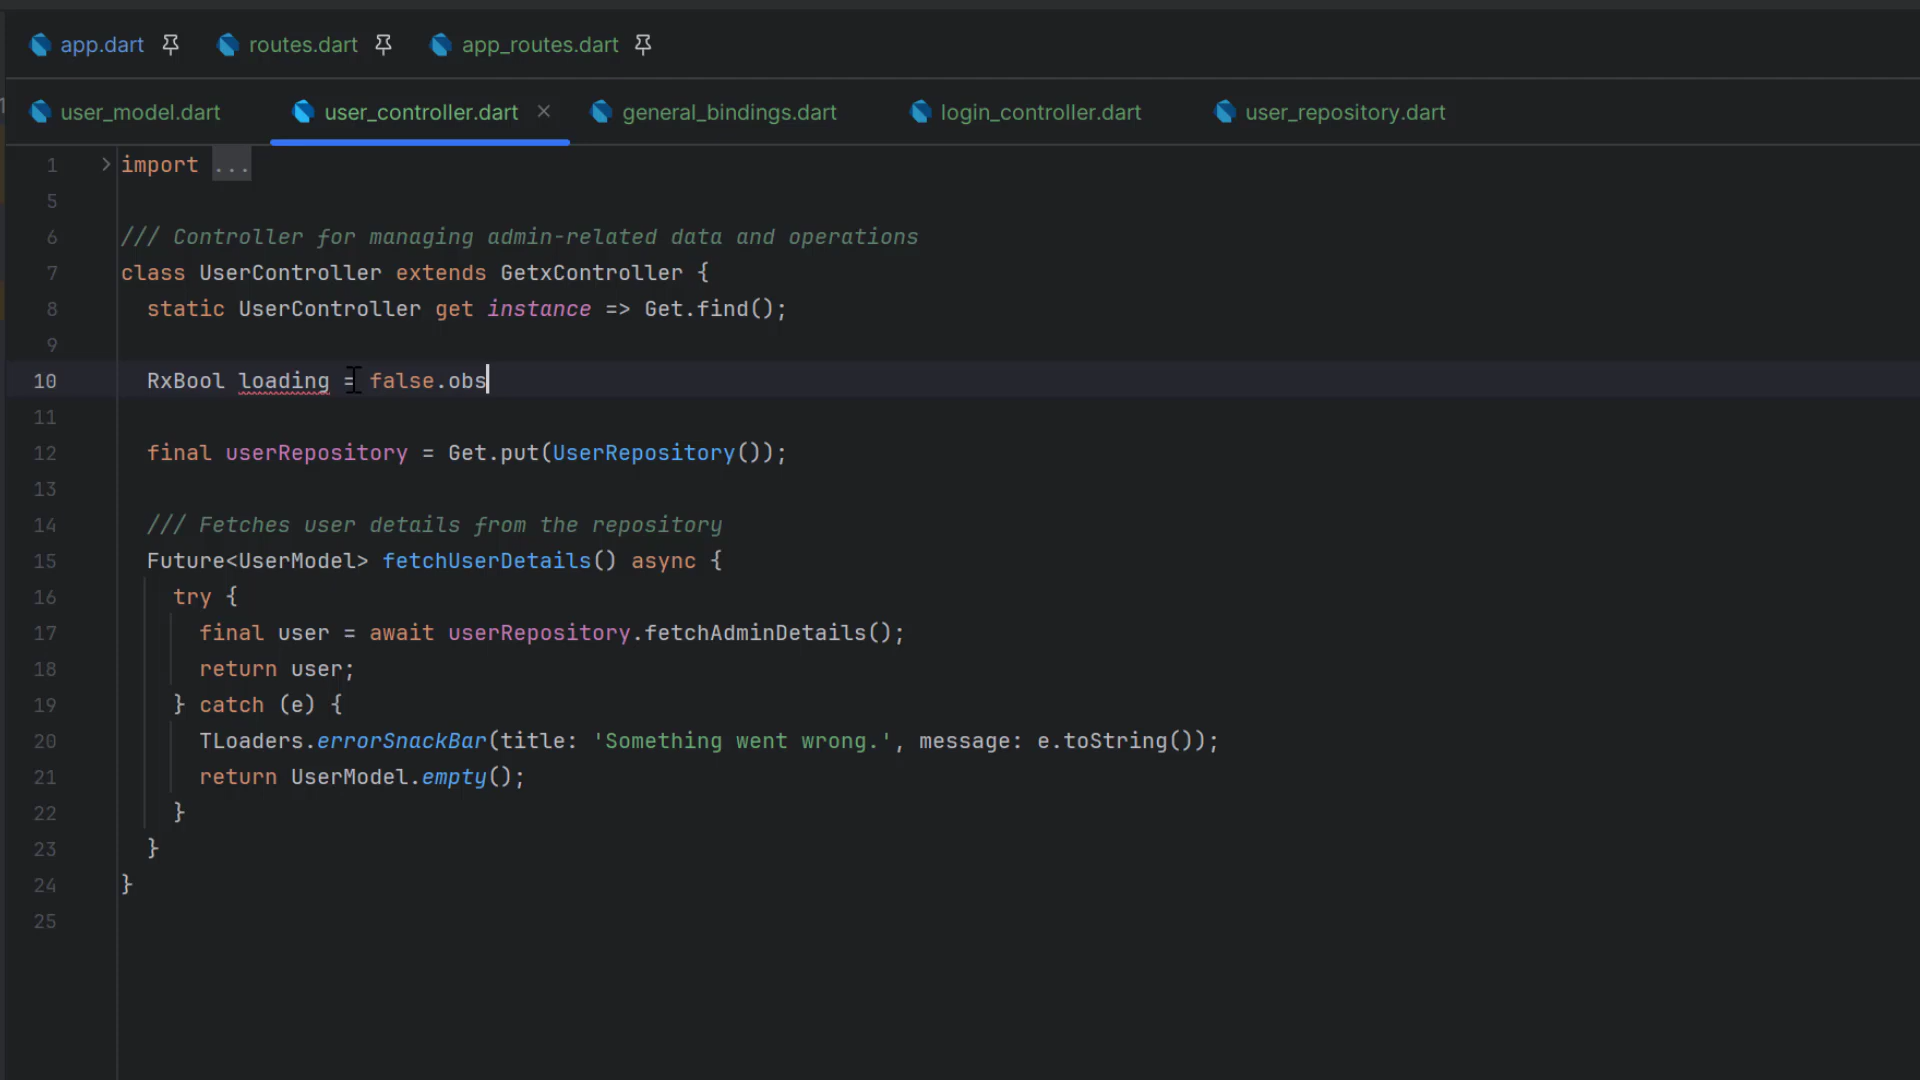 app.dart routes.dart app_routes.dart
user_model.dart user_controller.dart general_bindings.dart login_controller.dart user_repository.dart
1 import ...
5
6 /// Controller for managing admin-related data and operations
7 class UserController extends GetxController {
8 static UserController get instance => Get.find();
9
10 RxBool loading = false.obs
11
12 final userRepository = Get.put(UserRepository());
13
14 /// Fetches user details from the repository
15 Future<UserModel> fetchUserDetails() async {
16 try {
17 final user = await userRepository.fetchAdminDetails();
18 return user;
19 } catch (e) {
20 TLoaders.errorSnackBar(title: 'Something went wrong.', message: e.toString());
21 return UserModel.empty();
22 }
23 }
24 }
25